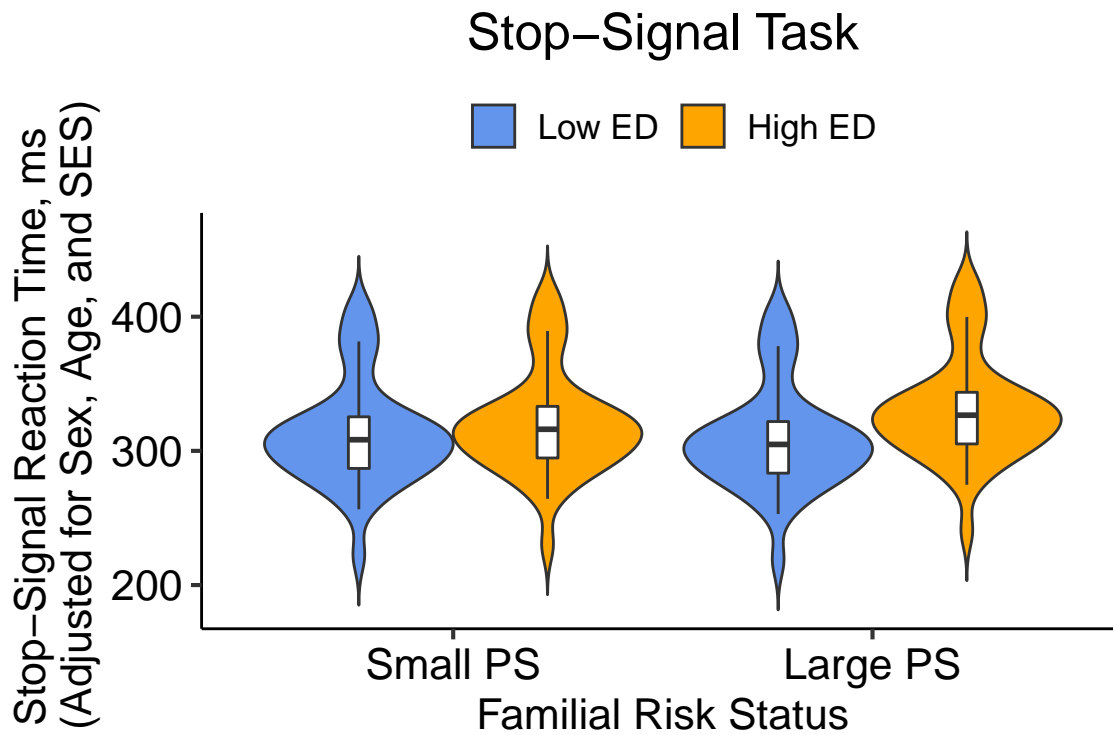 Stop−Signal Task
Low ED
High ED
Stop−Signal Reaction Time, ms
(Adjusted for Sex, Age, and SES)
400
300
200
Small PS
Large PS
Familial Risk Status